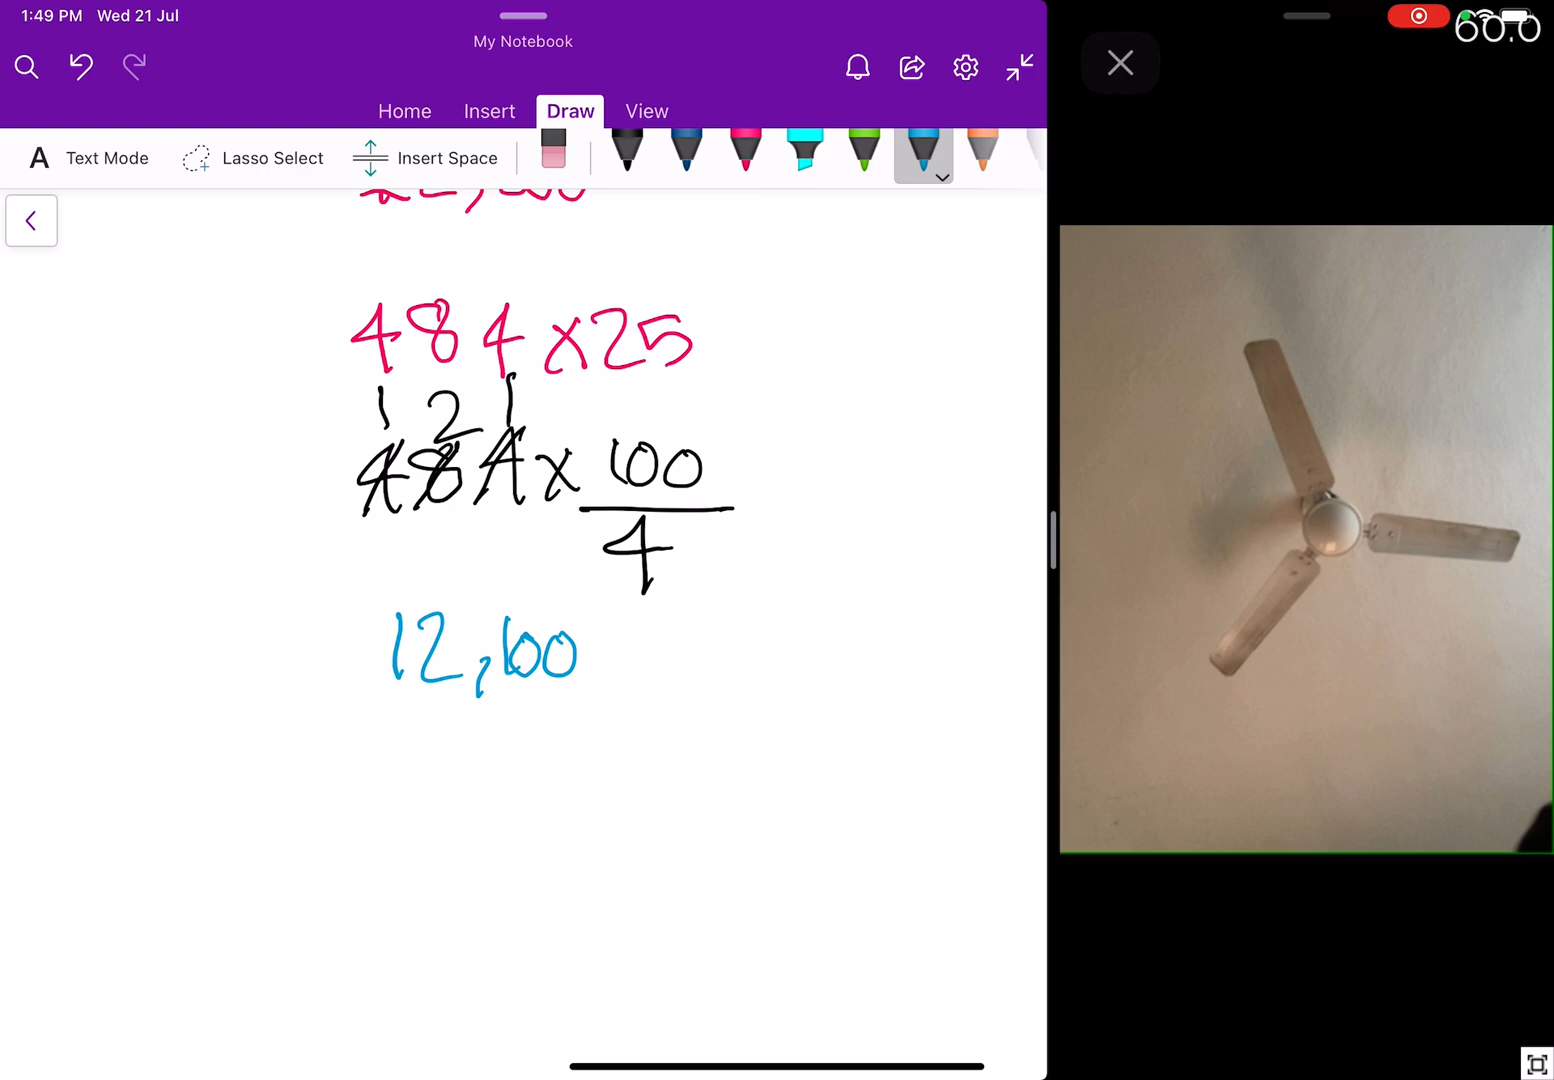 1:49 PM Wed 21 Jul
60.0
My Notebook
Home Insert Draw View
A Text Mode Lasso Select Insert Space
484 x 25
1 2 1
484 x 100
4
12,100